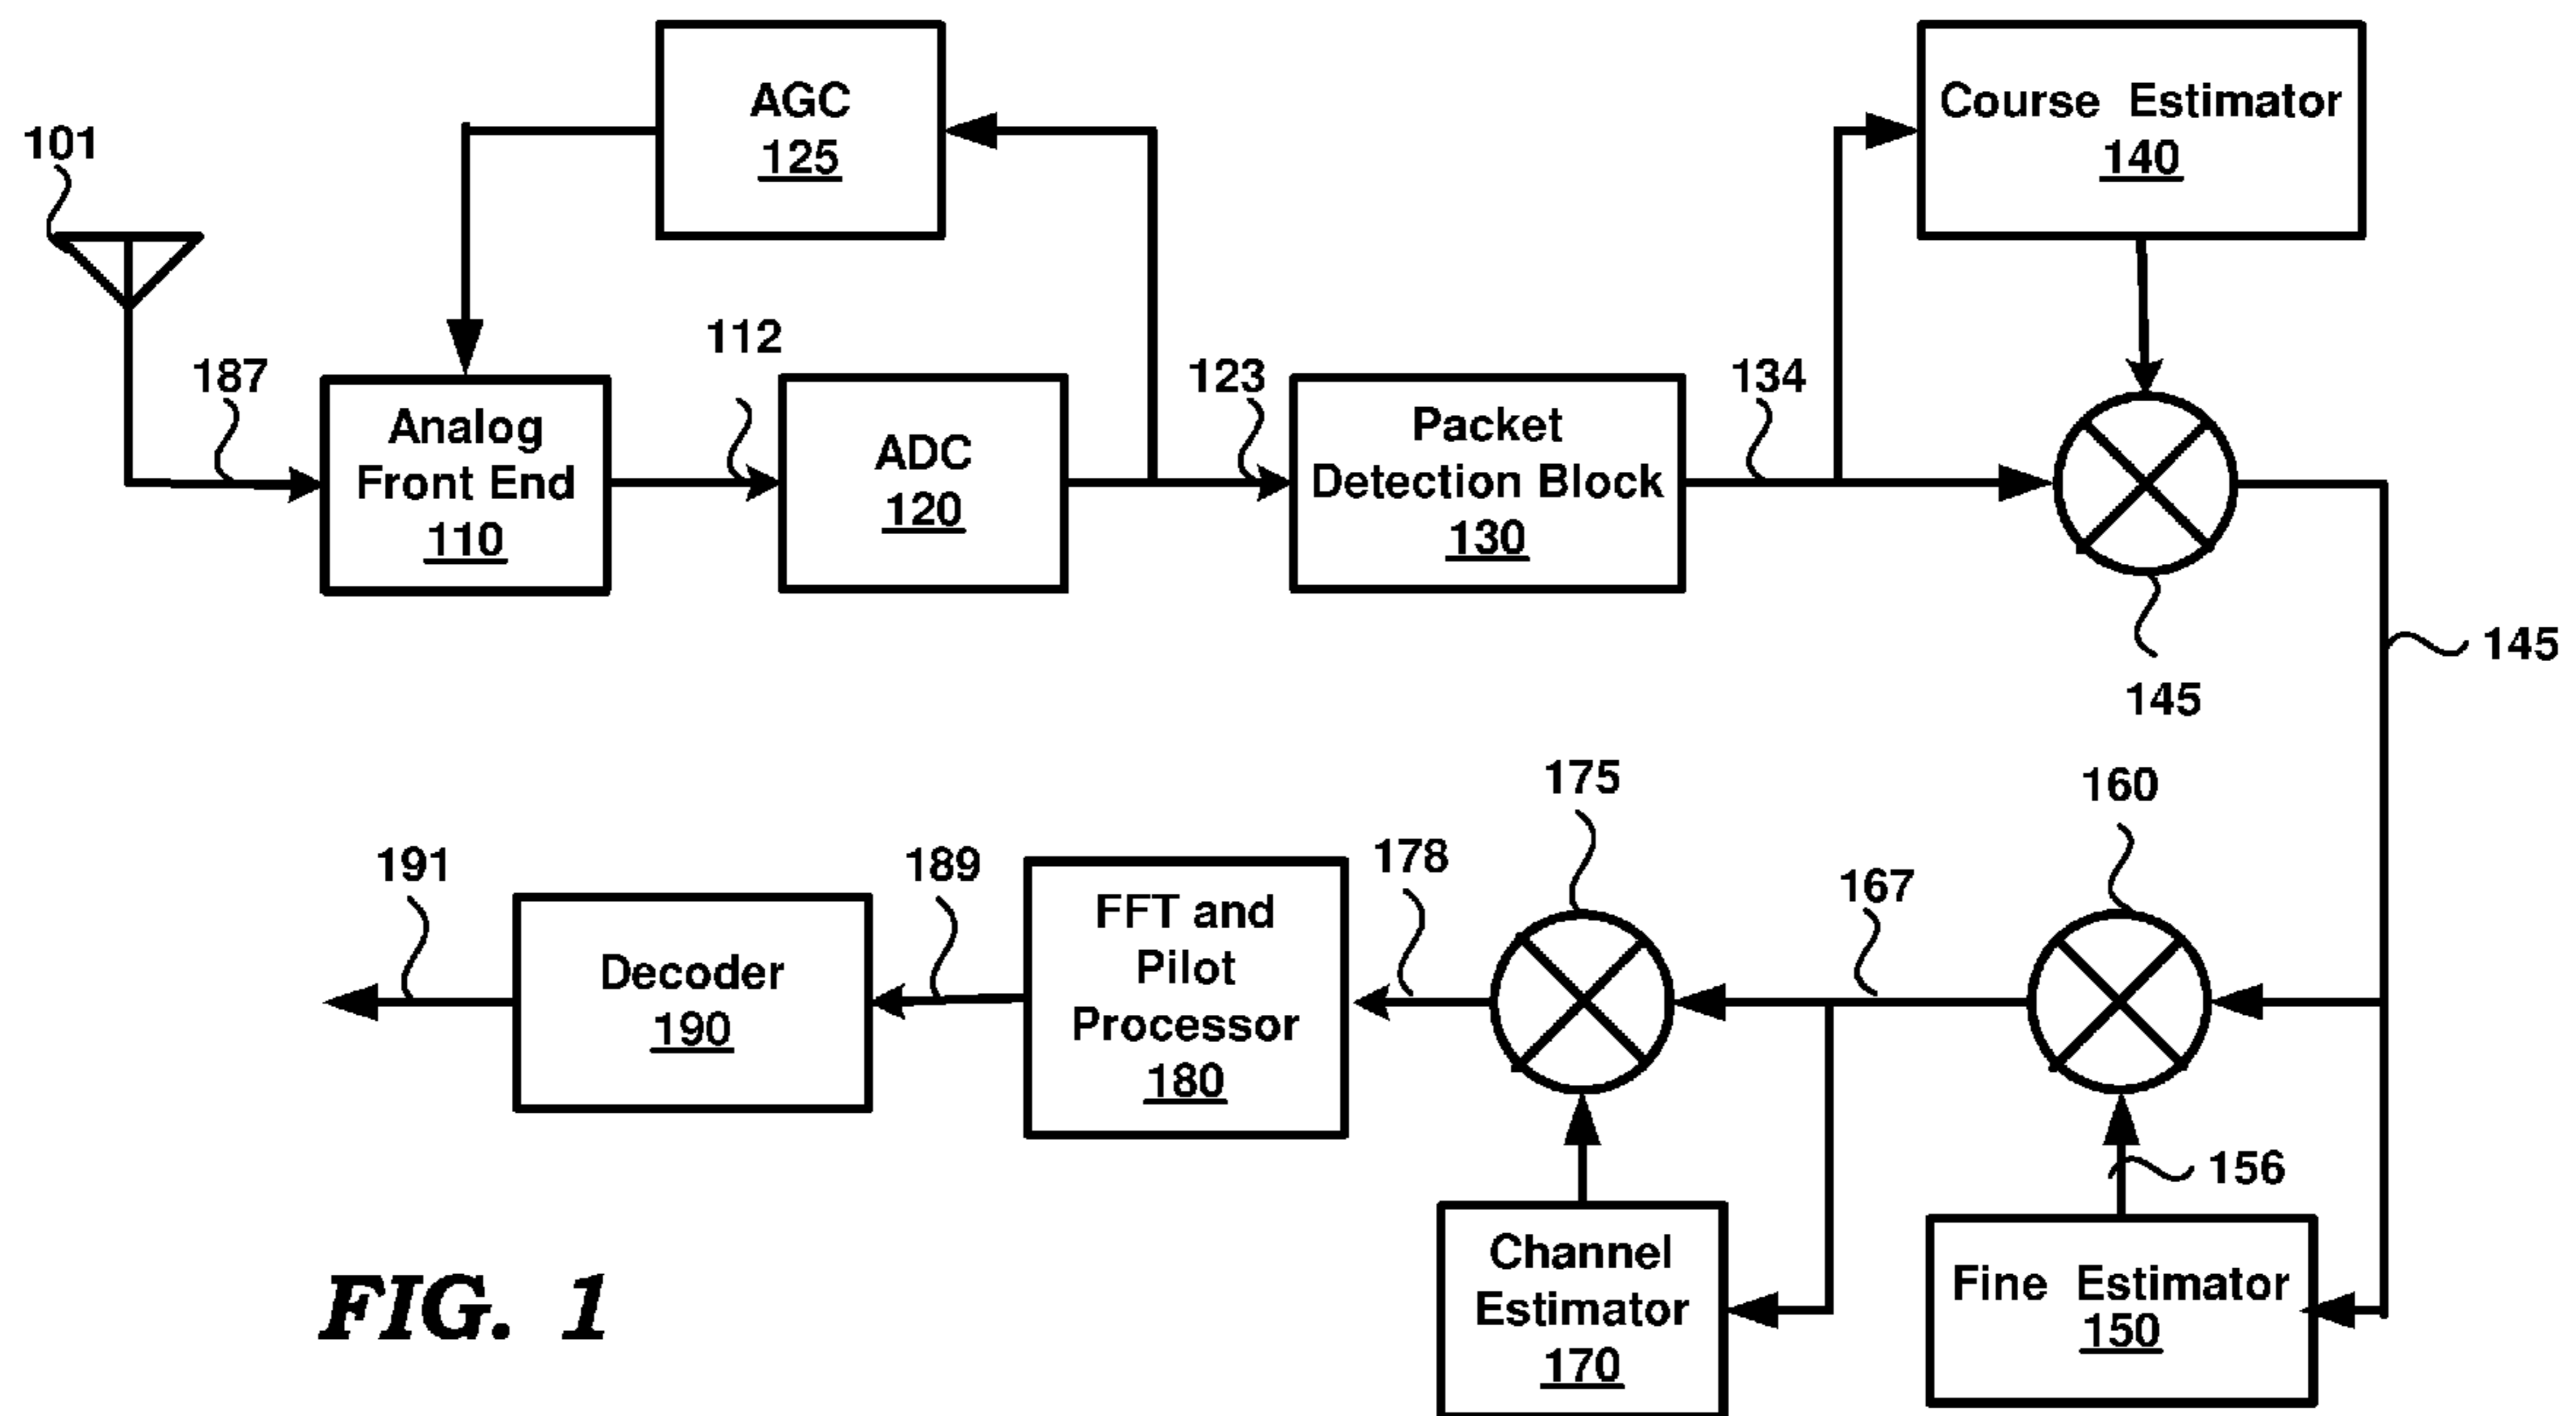 AGC
125
Course Estimator
140
101
112
187
123
134
Analog
Front End
110
ADC
120
Packet
Detection Block
130
145
145
175
160
191
189
178
167
FFT and
Pilot
Processor
180
Decoder
190
156
Channel
Estimator
170
Fine Estimator
150
FIG. 1